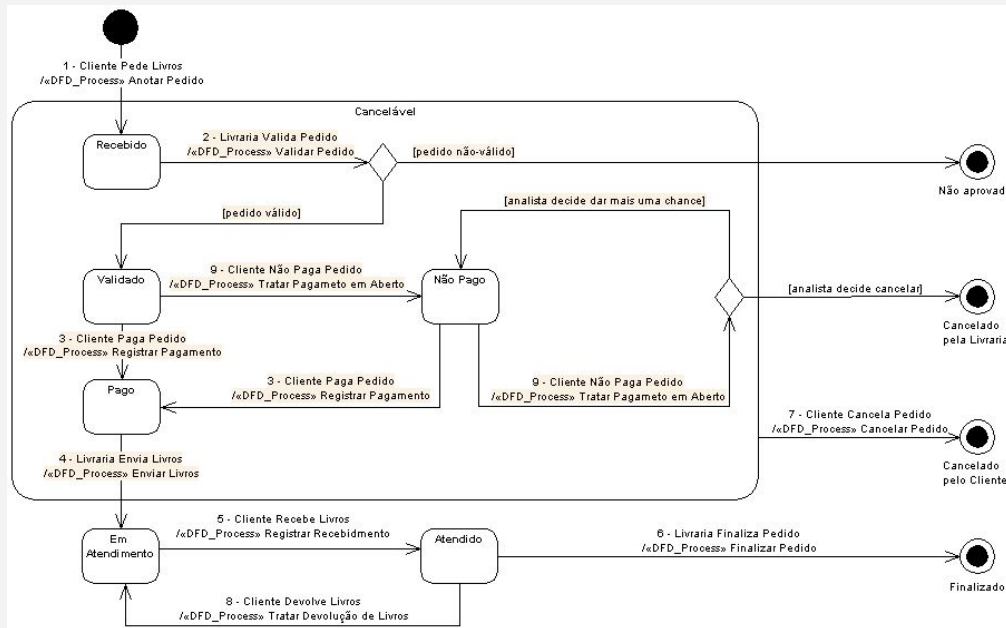 1 - Cliente Pede Livros
/«DFD_Process» Anotar Pedido
Cancelável
Recebido
2 - Livraria Valida Pedido
/«DFD_Process» Validar Pedido
[pedido não-válido]
Não aprovad
[pedido válido]
[analista decide dar mais uma chance]
Validado
9 - Cliente Não Paga Pedido
/«DFD_Process» Tratar Pagameto em Aberto
Não Pago
[analista decide cancelar]
Cancelado
pela Livraria
3 - Cliente Paga Pedido
/«DFD_Process» Registrar Pagamento
Pago
3 - Cliente Paga Pedido
/«DFD_Process» Registrar Pagamento
9 - Cliente Não Paga Pedido
/«DFD_Process» Tratar Pagameto em Aberto
7 - Cliente Cancela Pedido
/«DFD_Process» Cancelar Pedido
Cancelado
pelo Cliente
4 - Livraria Envia Livros
/«DFD_Process» Enviar Livros
Em
Atendimento
5 - Cliente Recebe Livros
/«DFD_Process» Registrar Recebidmento
Atendido
6 - Livraria Finaliza Pedido
/«DFD_Process» Finalizar Pedido
Finalizado
8 - Cliente Devolve Livros
/«DFD_Process» Tratar Devolução de Livros